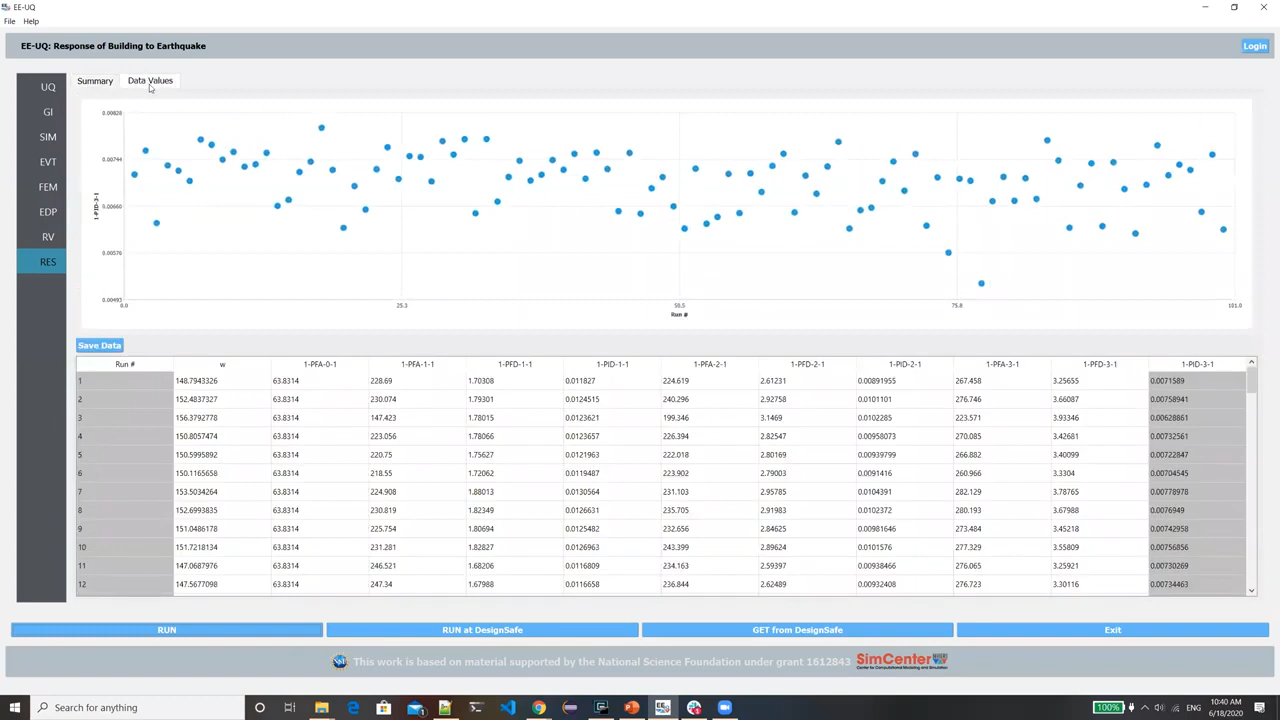 EE-UQ
File Help
EE-UQ: Response of Building to Earthquake
Login
UQ
GI
SIM
EVT
FEM
EDP
RV
RES
Summary Data Values
0.00828
0.00744
0.00660
0.00576
0.00493
1-PID-3-1
0.0 25.3 50.5 75.8 101.0
Run #
Save Data
Run # w 1-PFA-0-1 1-PFA-1-1 1-PFD-1-1 1-PID-1-1 1-PFA-2-1 1-PFD-2-1 1-PID-2-1 1-PFA-3-1 1-PFD-3-1 1-PID-3-1
1 148.7943326 63.8314 228.69 1.70308 0.011827 224.619 2.61231 0.00891955 267.458 3.25655 0.0071589
2 152.4837327 63.8314 230.074 1.79301 0.0124515 240.296 2.92758 0.0101101 276.746 3.66087 0.00758941
3 156.3792778 63.8314 147.423 1.78015 0.0123621 199.346 3.1469 0.0102285 223.571 3.93346 0.00628861
4 150.8057474 63.8314 223.056 1.78066 0.0123657 226.394 2.82547 0.00958073 270.085 3.42681 0.00732561
5 150.5995892 63.8314 220.75 1.75627 0.0121963 222.018 2.80169 0.00939799 266.882 3.40099 0.00722847
6 150.1165658 63.8314 218.55 1.72062 0.0119487 223.902 2.79003 0.0091416 260.966 3.3304 0.00704545
7 153.5034264 63.8314 224.908 1.88013 0.0130564 231.103 2.95785 0.0104391 282.129 3.78765 0.00778978
8 152.6993835 63.8314 230.819 1.82349 0.0126631 235.705 2.91983 0.0102372 280.193 3.67988 0.0076949
9 151.0486178 63.8314 225.754 1.80694 0.0125482 232.656 2.84625 0.00981646 273.484 3.45218 0.00742958
10 151.7218134 63.8314 231.281 1.82827 0.0126963 243.399 2.89624 0.0101576 277.329 3.55809 0.00756856
11 147.0687976 63.8314 246.521 1.68206 0.0116809 234.163 2.59397 0.00938466 276.065 3.25921 0.00730269
12 147.5677098 63.8314 247.34 1.67988 0.0116658 236.844 2.62489 0.00932408 276.723 3.30116 0.00734463
RUN RUN at DesignSafe GET from DesignSafe Exit
This work is based on material supported by the National Science Foundation under grant 1612843 SimCenter
Center for Computational Modeling and Simulation
Search for anything
100% ENG 10:40 AM
6/18/2020